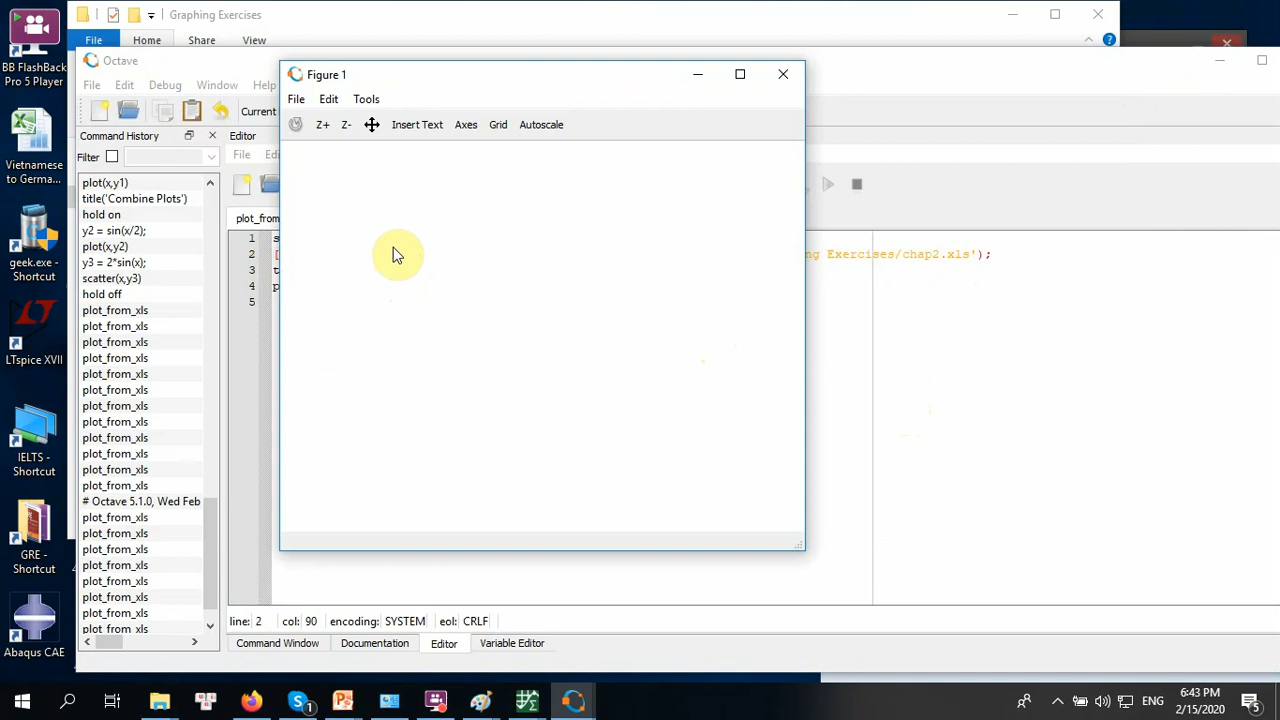 Graphing Exercises
File Home Share View
BB FlashBack
Pro 5 Player
Vietnamese
to Germa...
geek.exe -
Shortcut
LTspice XVII
IELTS -
Shortcut
GRE -
Shortcut
Abaqus CAE
Octave
File Edit Debug Window Help
Current
Command History
Filter
plot(x,y1)
title('Combine Plots')
hold on
y2 = sin(x/2);
plot(x,y2)
y3 = 2*sin(x);
scatter(x,y3)
hold off
plot_from_xls
plot_from_xls
plot_from_xls
plot_from_xls
plot_from_xls
plot_from_xls
plot_from_xls
plot_from_xls
plot_from_xls
plot_from_xls
plot_from_xls
plot_from_xls
# Octave 5.1.0, Wed Feb
plot_from_xls
plot_from_xls
plot_from_xls
plot_from_xls
plot_from_xls
plot_from_xls
plot_from_xls
plot_from_xls
Editor
File Edi
plot_from
1 s
2 [ ng Exercises/chap2.xls');
3 t
4 p
5
Figure 1
File Edit Tools
Z+ Z- Insert Text Axes Grid Autoscale
line: 2 col: 90 encoding: SYSTEM eol: CRLF
Command Window Documentation Editor Variable Editor
1
ENG
6:43 PM
2/15/2020
5